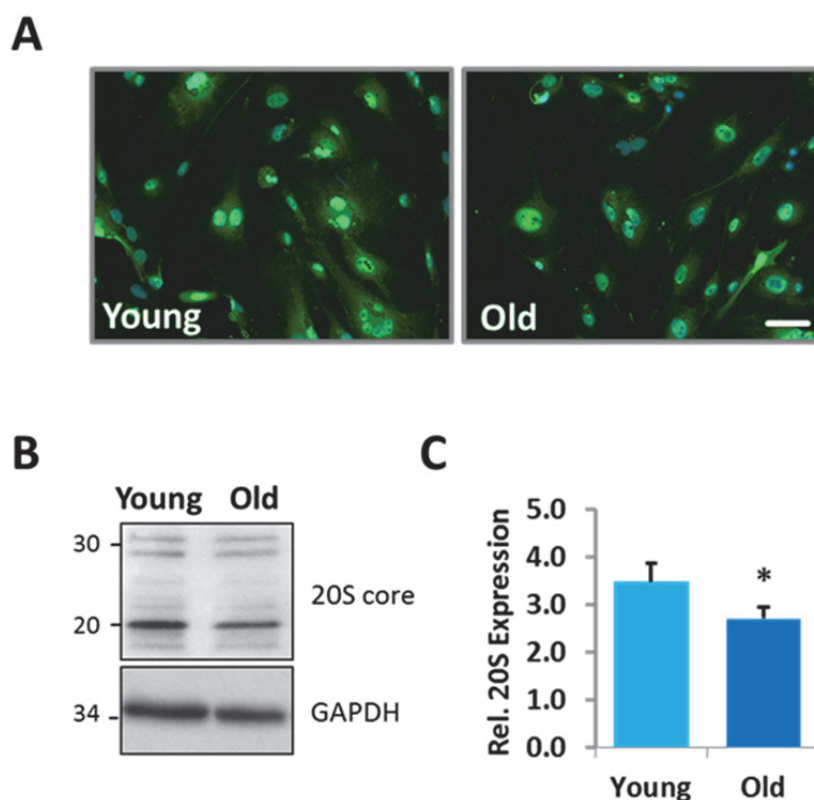 A
Young
Old
B
Young Old
30
20
20S core
34
GAPDH
C
Rel. 20S Expression
5.0
4.0
3.0
2.0
1.0
0.0
*
Young Old